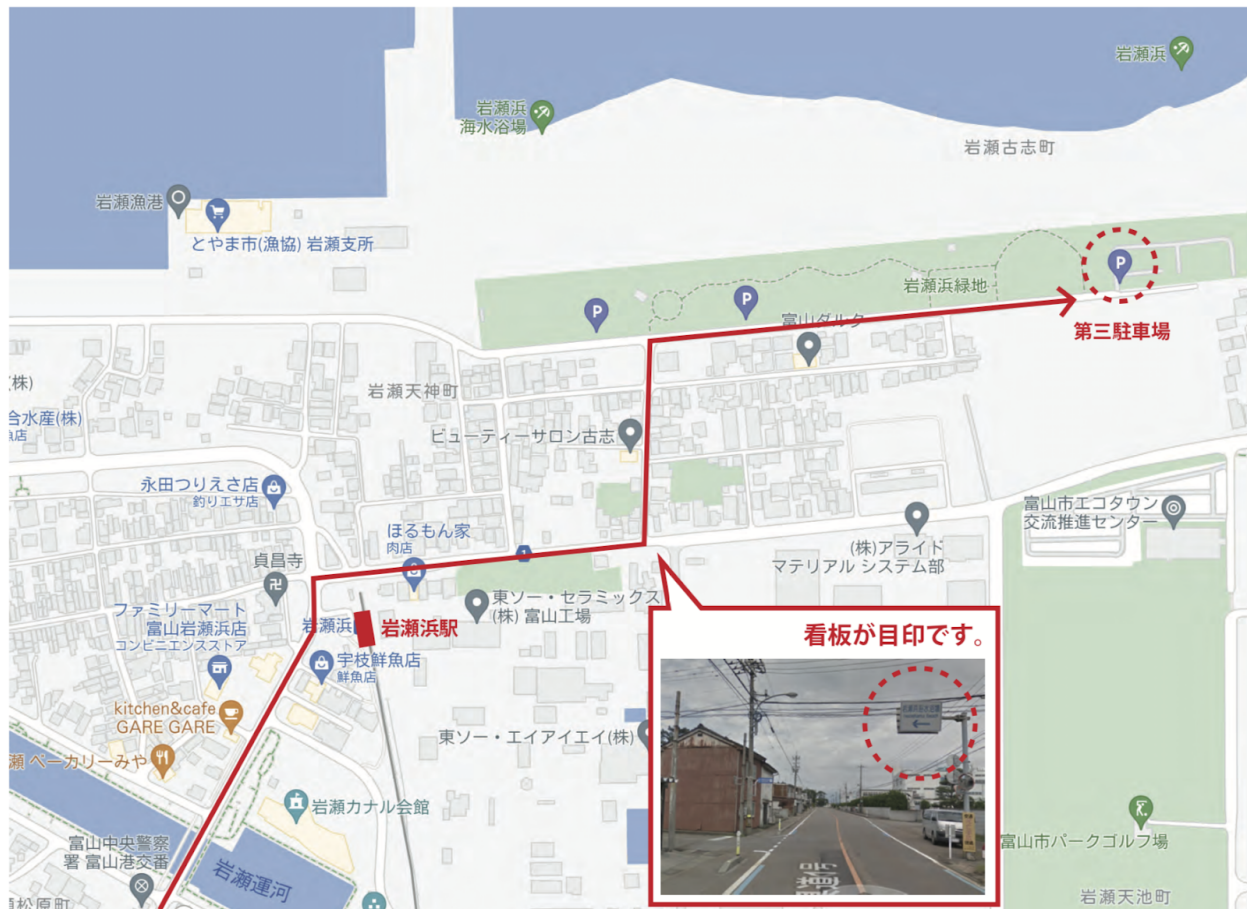 岩瀬浜
岩瀬浜
海水浴場
岩瀬古志町
岩瀬漁港
とやま市(漁協) 岩瀬支所
P
P
P
岩瀬浜緑地
第三駐車場
富山ダルク
(株)
岩瀬天神町
合水産(株)
魚店
ビューティーサロン古志
永田つりえさ店
釣りエサ店
富山市エコタウン
交流推進センター
ほるもん家
肉店
1
(株)アライド
マテリアル システム部
貞昌寺
東ソー・セラミックス
(株) 富山工場
ファミリーマート
富山岩瀬浜店
コンビニエンスストア
岩瀬浜
岩瀬浜駅
看板が目印です。
宇枝鮮魚店
鮮魚店
kitchen&cafe
GARE GARE
東ソー・エイアイエイ(株)
瀬 ベーカリーみや
岩瀬カナル会館
富山中央警察
署 富山港交番
富山市パークゴルフ場
岩瀬運河
岩瀬天池町
瀬松原町